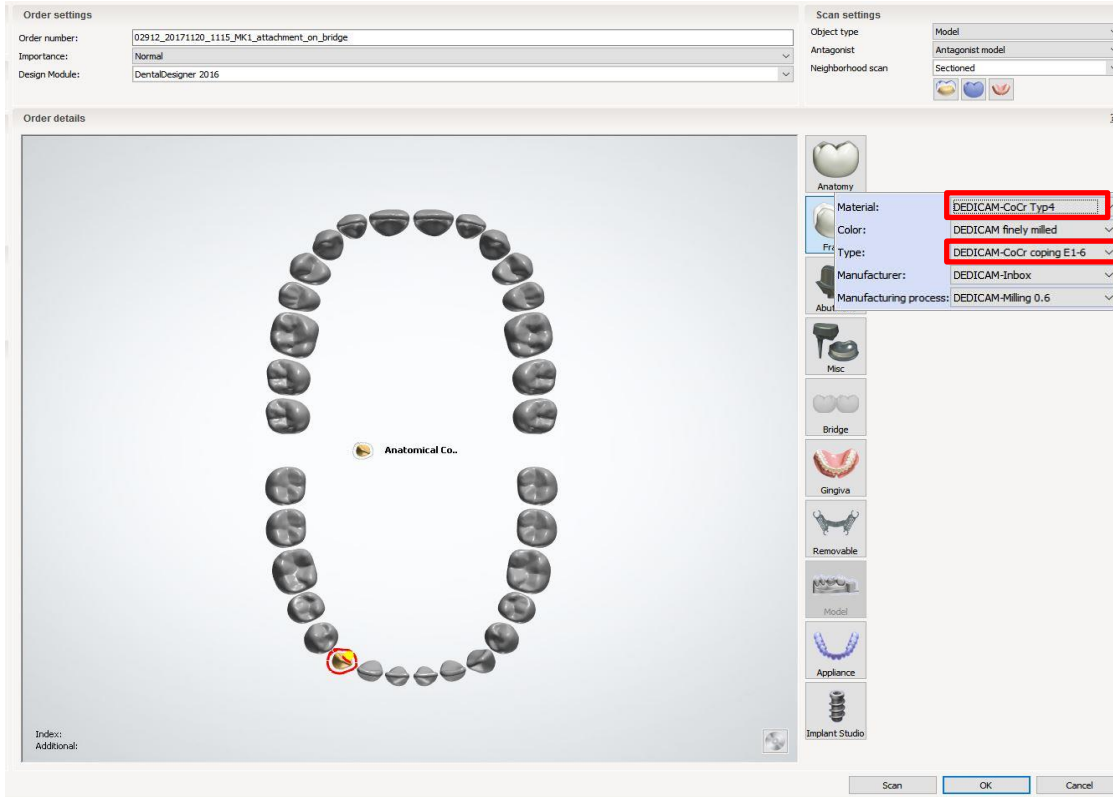 Order settings
Order number: 02912_20171120_1115_MK1_attachment_on_bridge
Importance: Normal
Design Module: DentalDesigner 2016
Scan settings
Object type Model
Antagonist Antagonist model
Neighborhood scan Sectioned
Order details
Anatomy
Material: DEDICAM-CoCr Typ4
Color: DEDICAM finely milled
Fra
Type: DEDICAM-CoCr coping E1-6
Manufacturer: DEDICAM-Inbox
Manufacturing process: DEDICAM-Milling 0.6
Abut
Misc
Bridge
Anatomical Co..
Gingiva
Removable
Model
Appliance
Implant Studio
Index:
Additional:
Scan OK Cancel